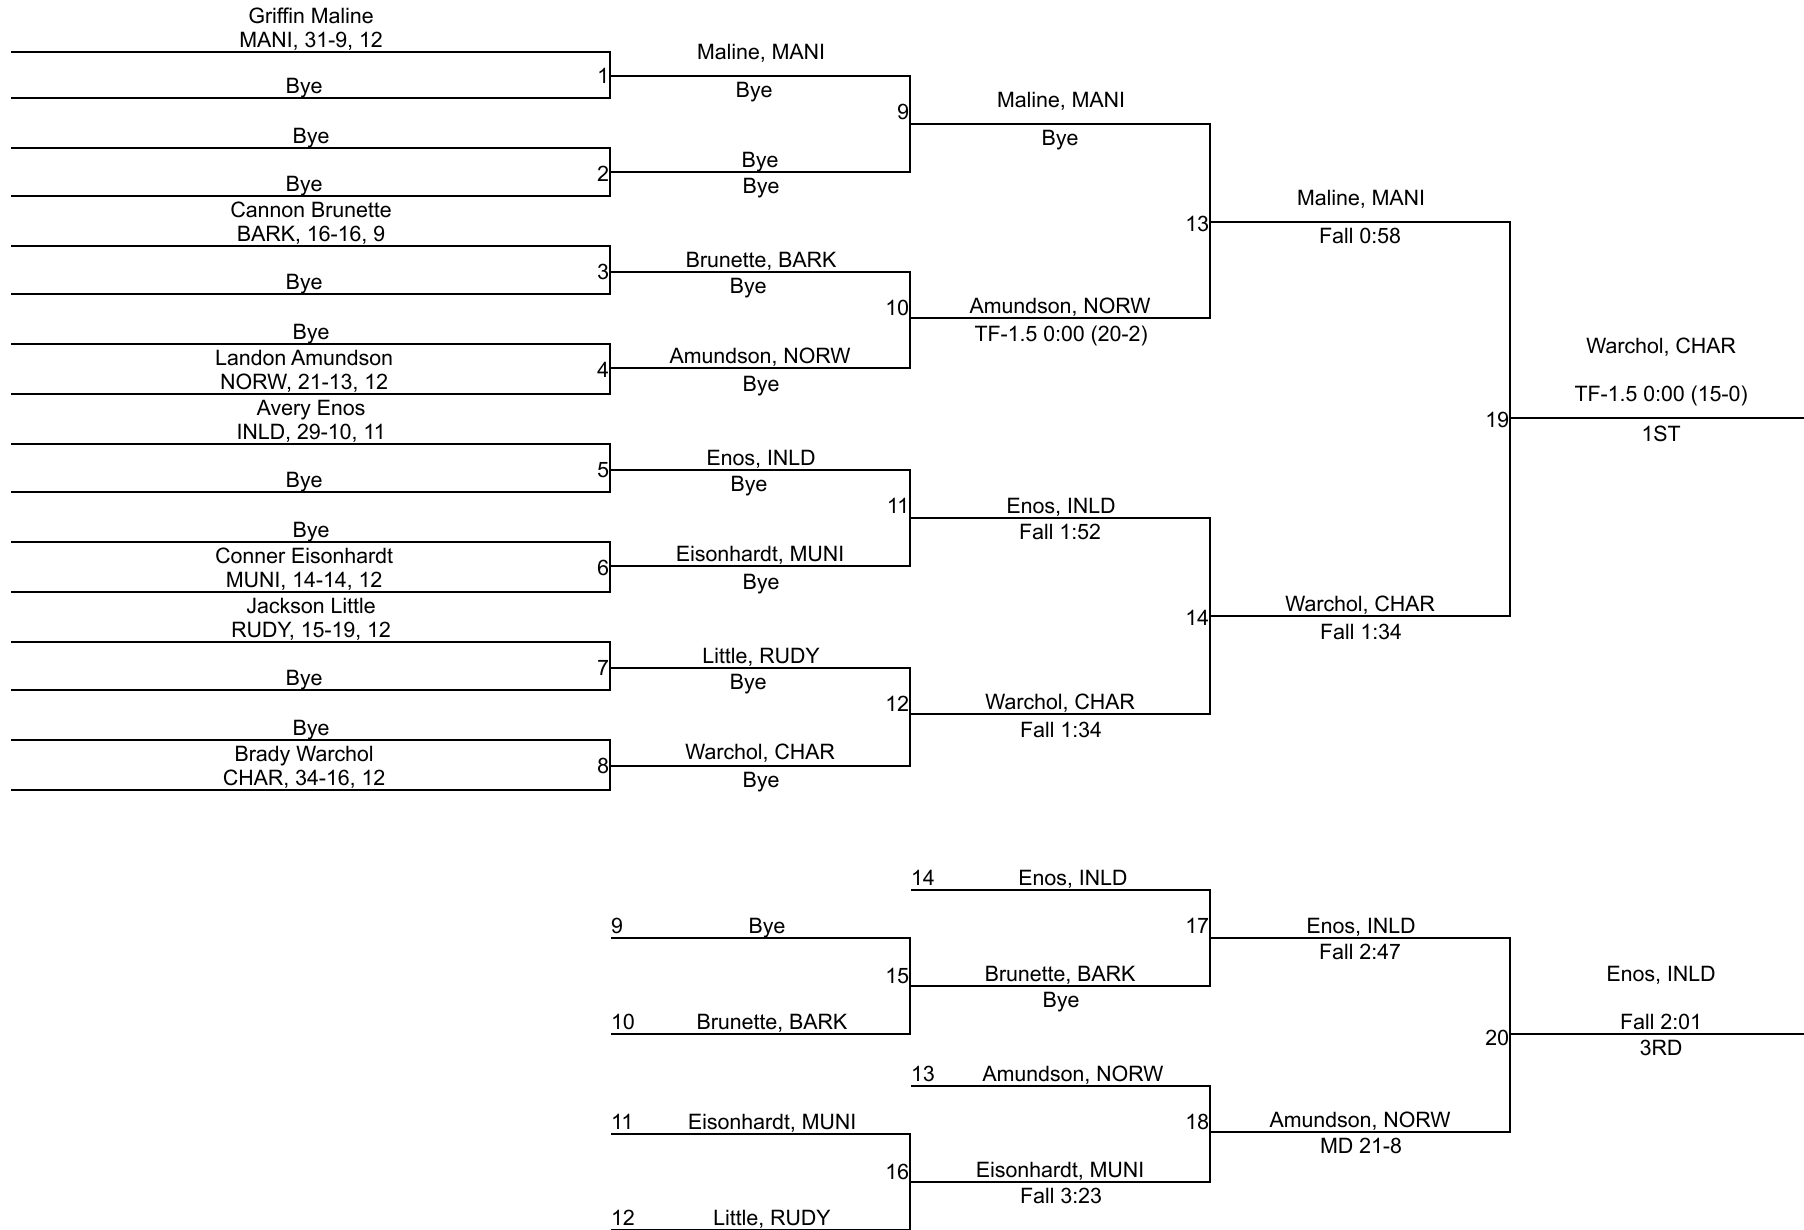 Griffin Maline
MANI, 31-9, 12
Bye
1
Bye
Bye
2
Cannon Brunette
BARK, 16-16, 9
Bye
3
Bye
Landon Amundson
NORW, 21-13, 12
4
Avery Enos
INLD, 29-10, 11
Bye
5
Bye
Conner Eisonhardt
MUNI, 14-14, 12
6
Jackson Little
RUDY, 15-19, 12
Bye
7
Bye
Brady Warchol
CHAR, 34-16, 12
8
Maline, MANI
Bye
9
Bye
Bye
Brunette, BARK
Bye
10
Amundson, NORW
Bye
Enos, INLD
Bye
11
Eisonhardt, MUNI
Bye
Little, RUDY
Bye
12
Warchol, CHAR
Bye
Maline, MANI
Bye
13
Amundson, NORW
TF-1.5 0:00 (20-2)
Enos, INLD
Fall 1:52
14
Warchol, CHAR
Fall 1:34
Maline, MANI
Fall 0:58
19
Warchol, CHAR
Fall 1:34
Warchol, CHAR
TF-1.5 0:00 (15-0)
1ST
14 Enos, INLD
9 Bye
17
15
10 Brunette, BARK
Brunette, BARK
Bye
Enos, INLD
Fall 2:47
13 Amundson, NORW
11 Eisonhardt, MUNI
18
16
12 Little, RUDY
Eisonhardt, MUNI
Fall 3:23
Amundson, NORW
MD 21-8
20
Enos, INLD
Fall 2:01
3RD